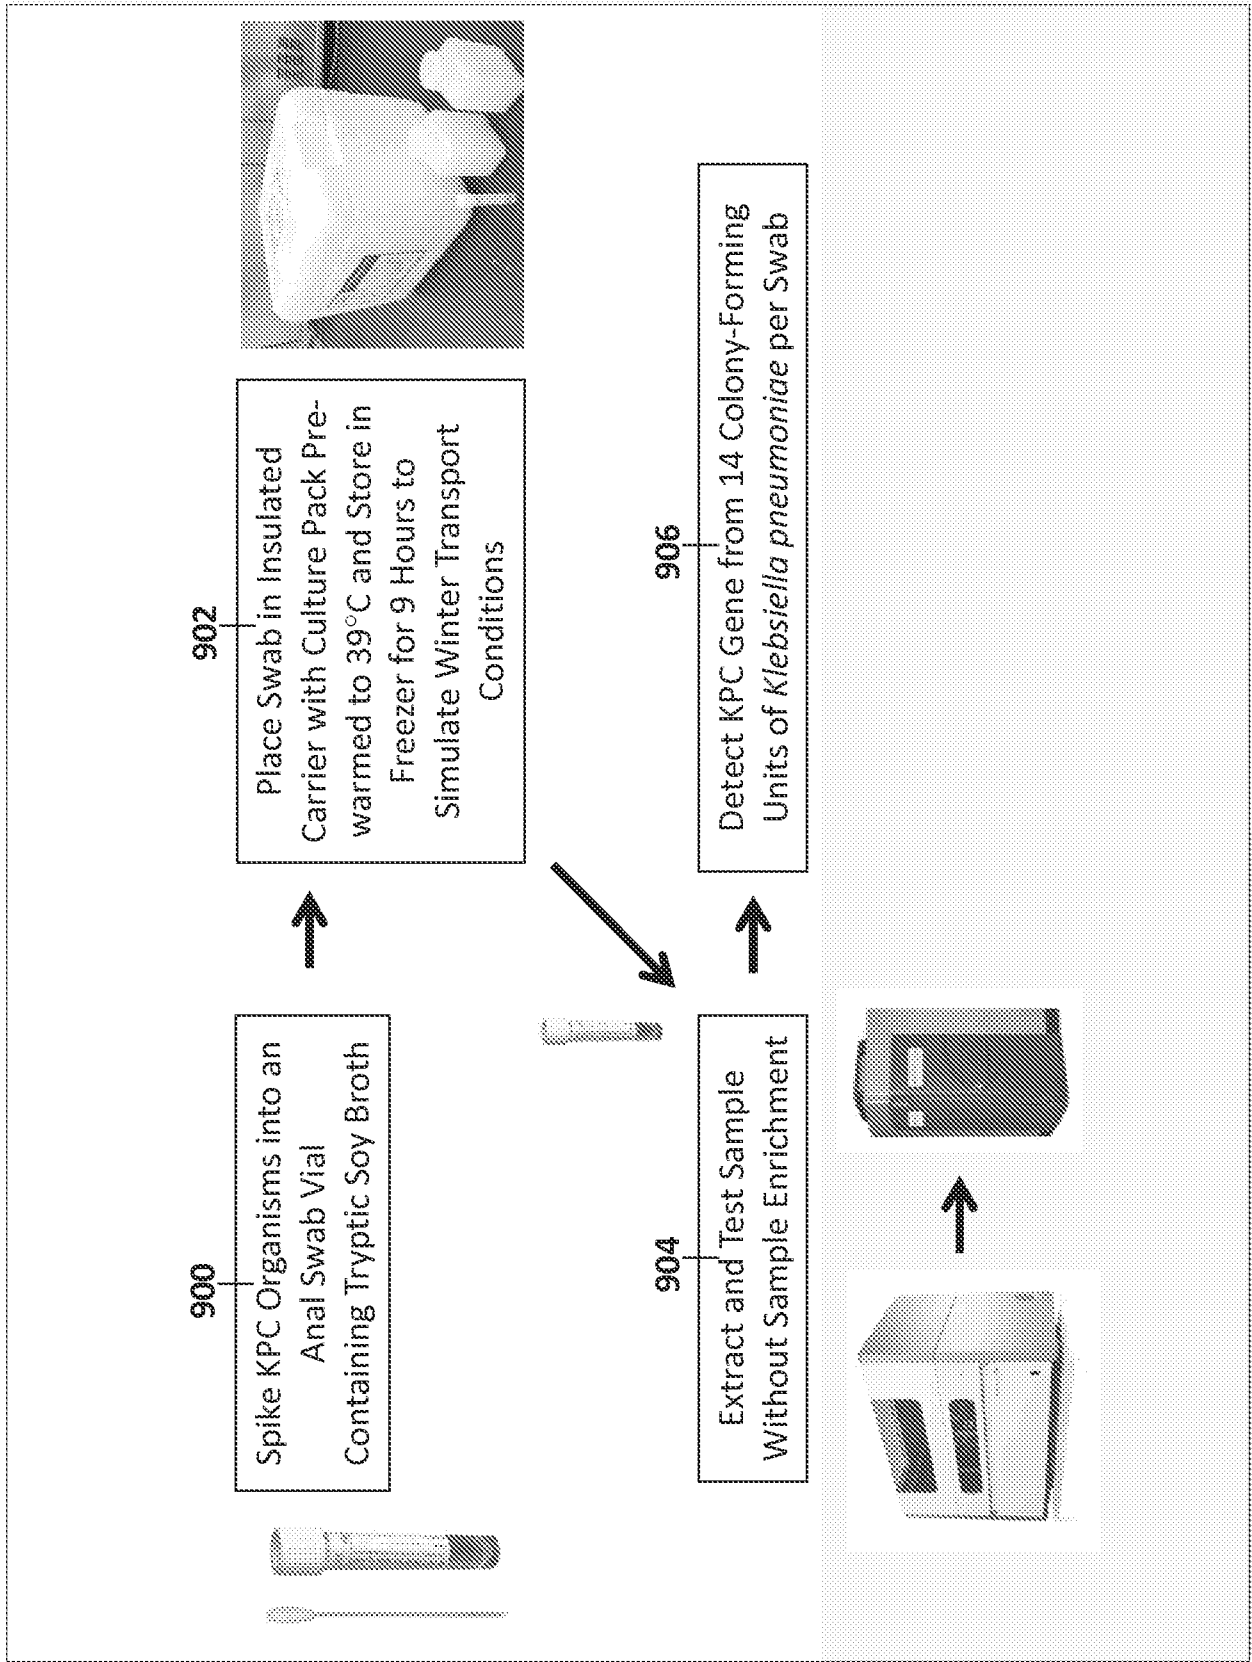 900
Spike KPC Organisms into an
Anal Swab Vial
Containing Tryptic Soy Broth
902
Place Swab in Insulated
Carrier with Culture Pack Pre-
warmed to 39°C and Store in
Freezer for 9 Hours to
Simulate Winter Transport
Conditions
904
Extract and Test Sample
Without Sample Enrichment
906
Detect KPC Gene from 14 Colony-Forming
Units of Klebsiella pneumoniae per Swab